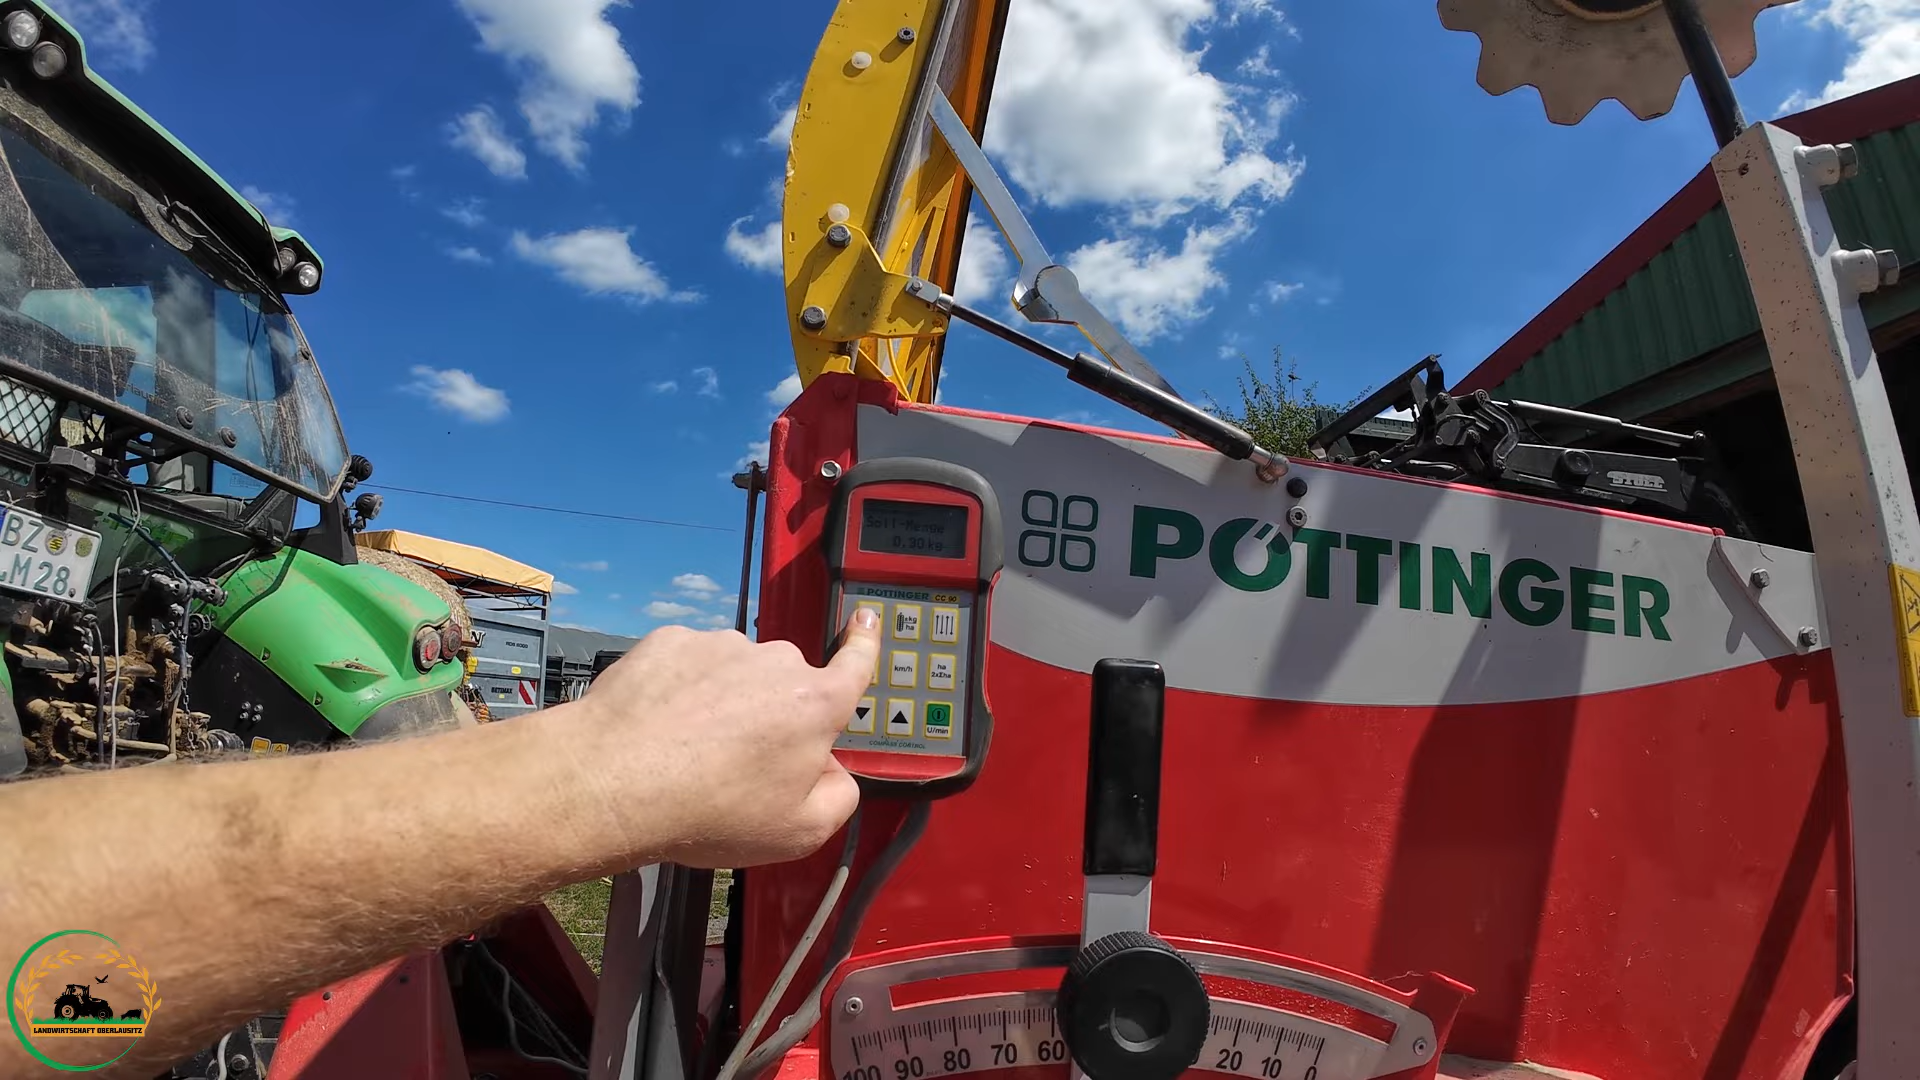 BZ
LM 28
Soll-Menge
0.30 kg
PÖTTINGER CC 90
±kg
ha
km/h
ha
2xΣha
U/min
COMPASS CONTROL
PÖTTINGER
STOLL
100 90 80 70 60 20 10 0
LANDWIRTSCHAFT OBERLAUSITZ